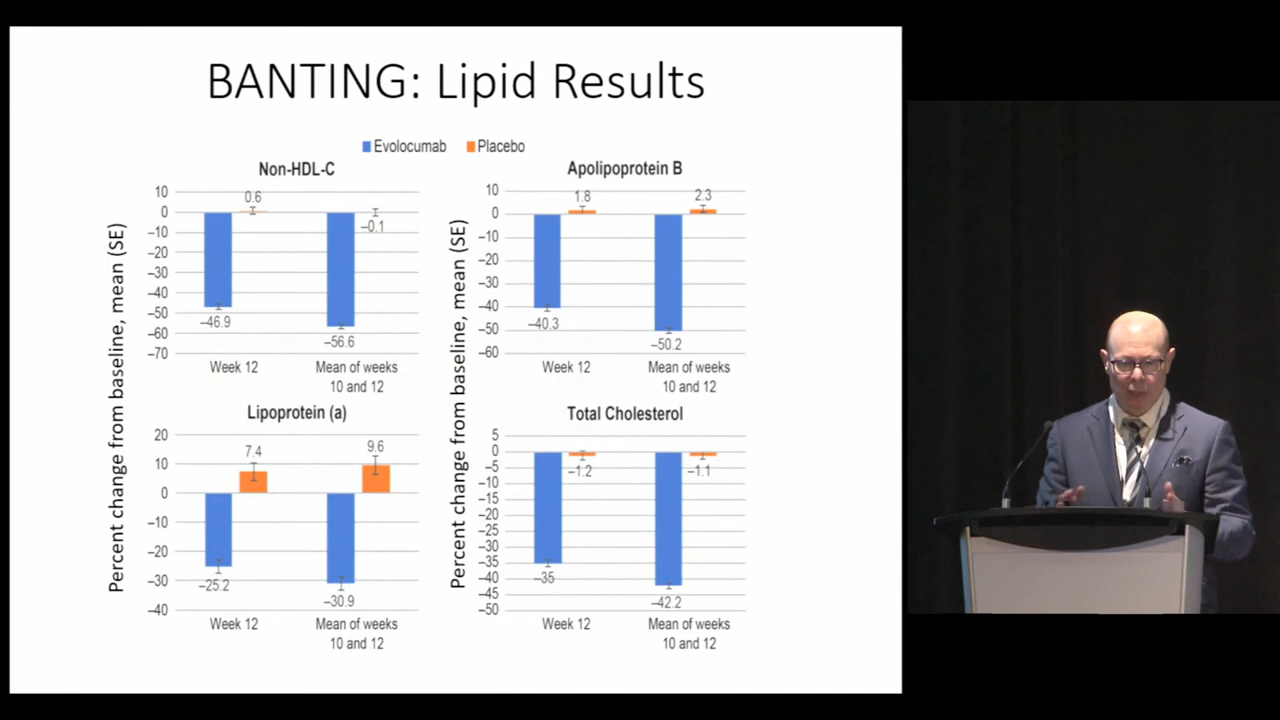 BANTING: Lipid Results
Evolocumab Placebo
Non-HDL-C
Percent change from baseline, mean (SE)
10
0
–10
–20
–30
–40
–50
–60
–70
0.6
–0.1
–46.9
–56.6
Week 12
Mean of weeks
10 and 12
Apolipoprotein B
Percent change from baseline, mean (SE)
10
0
–10
–20
–30
–40
–50
–60
1.8
2.3
–40.3
–50.2
Week 12
Mean of weeks
10 and 12
Lipoprotein (a)
20
10
0
–10
–20
–30
–40
7.4
9.6
–25.2
–30.9
Week 12
Mean of weeks
10 and 12
Total Cholesterol
5
0
–5
–10
–15
–20
–25
–30
–35
–40
–45
–50
–1.2
–1.1
–35
–42.2
Week 12
Mean of weeks
10 and 12